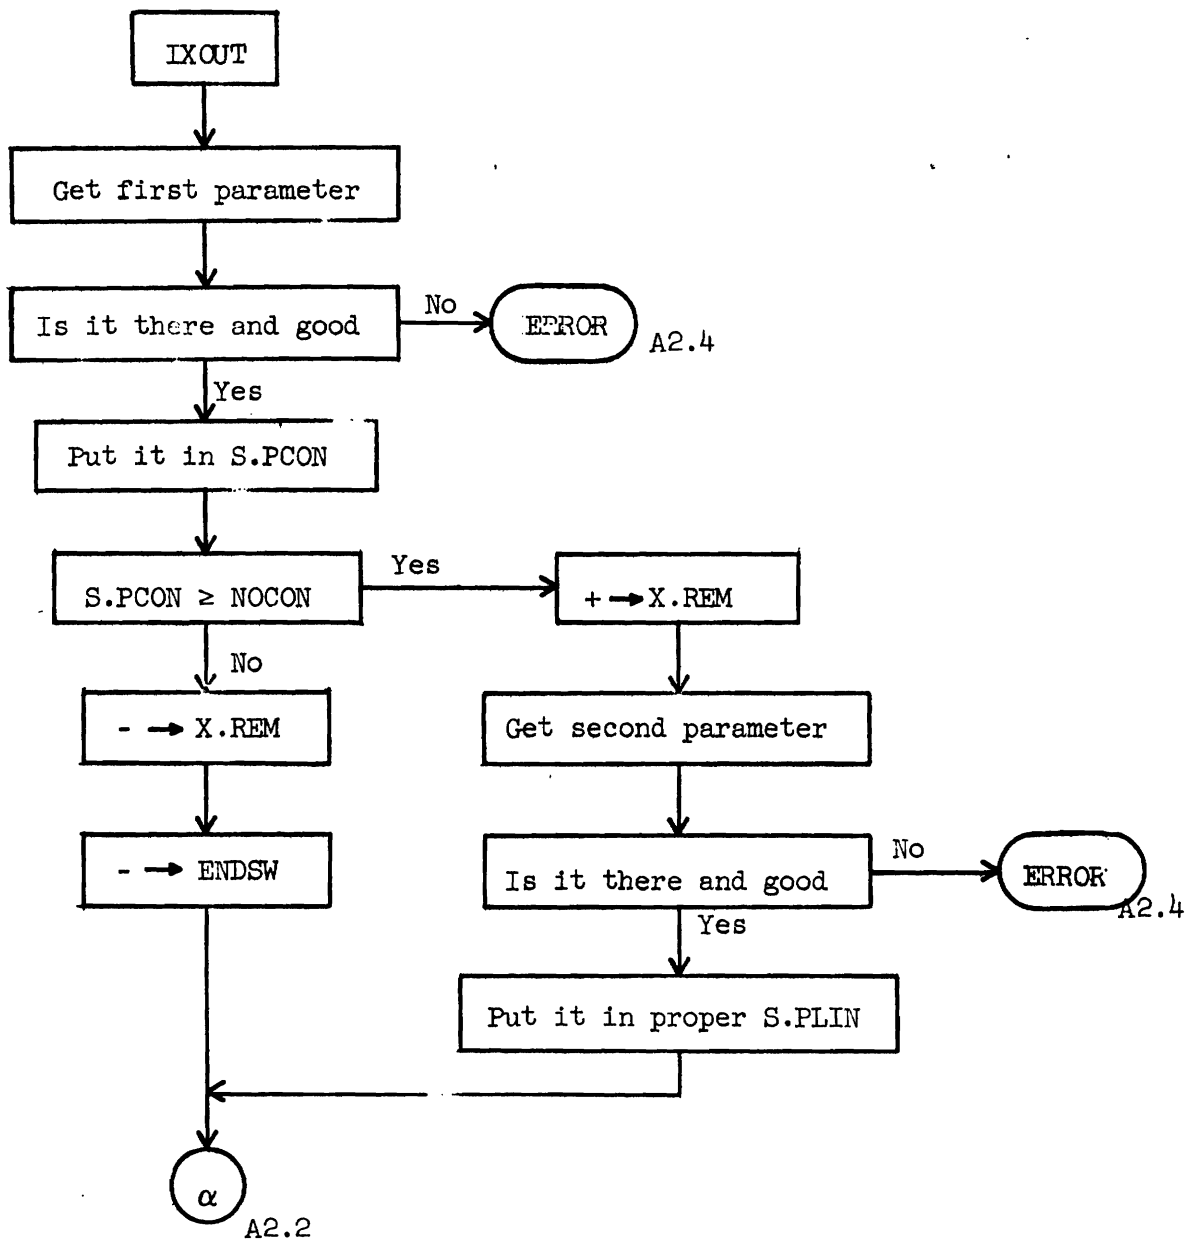 IXOUT
Get first parameter
Is it there and good
No
ERROR
A2.4
Yes
Put it in S.PCON
S.PCON ≥ NOCON
Yes
+ → X.REM
No
- → X.REM
Get second parameter
- → ENDSW
Is it there and good
No
ERROR
A2.4
Yes
Put it in proper S.PLIN
α
A2.2